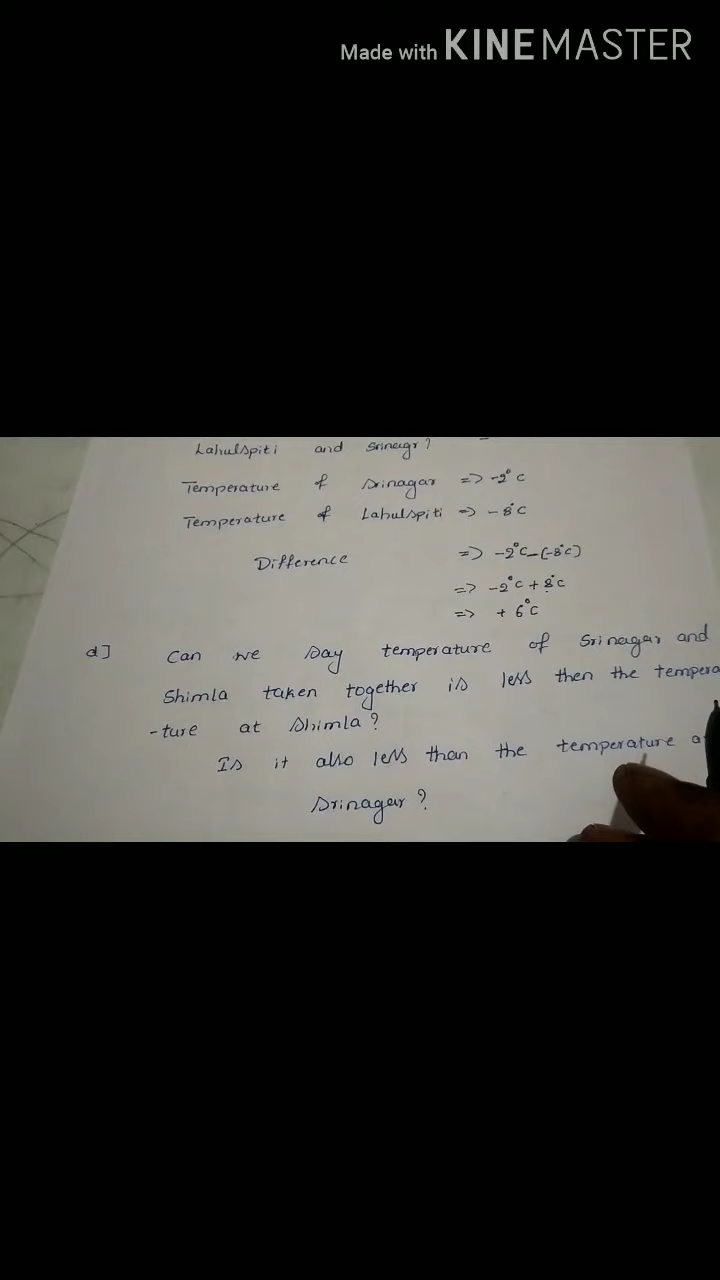 Made with KINEMASTER
Lahulspiti and Srinagr?
Temperature of Srinagar => -2°C
Temperature of Lahulspiti => -8°C
Difference => -2°C-(-8°C)
=> -2°C + 8°C
=> + 6°C
d] Can we say temperature of Srinagar and
Shimla taken together is less then the tempera
-ture at Shimla?
Is it also less than the temperature a
Srinagar?